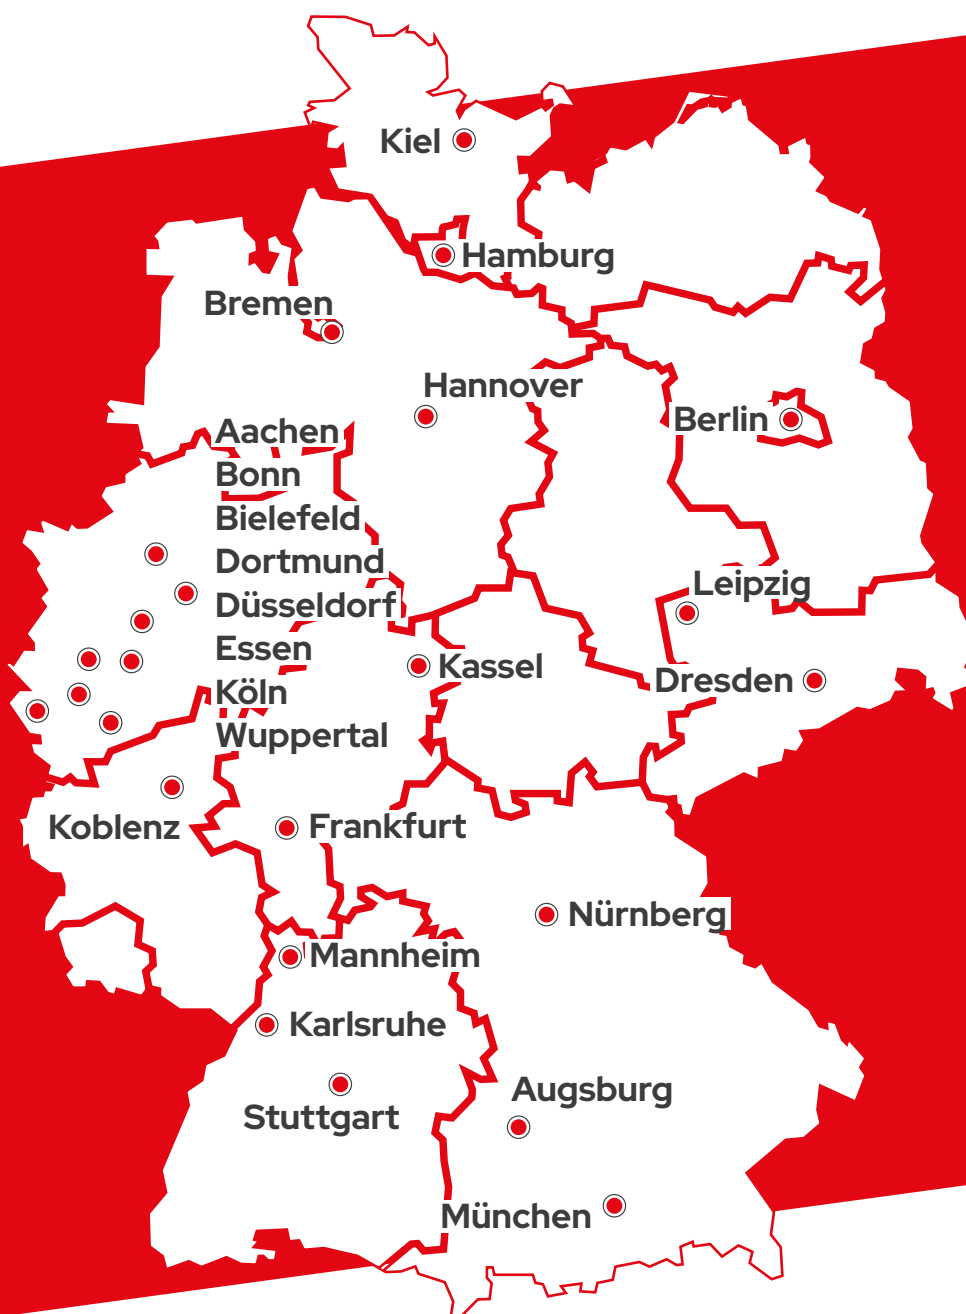 Kiel
Hamburg
Bremen
Hannover
Berlin
Aachen
Bonn
Bielefeld
Dortmund
Düsseldorf
Essen
Köln
Wuppertal
Leipzig
Kassel
Dresden
Koblenz
Frankfurt
Nürnberg
Mannheim
Karlsruhe
Augsburg
Stuttgart
München